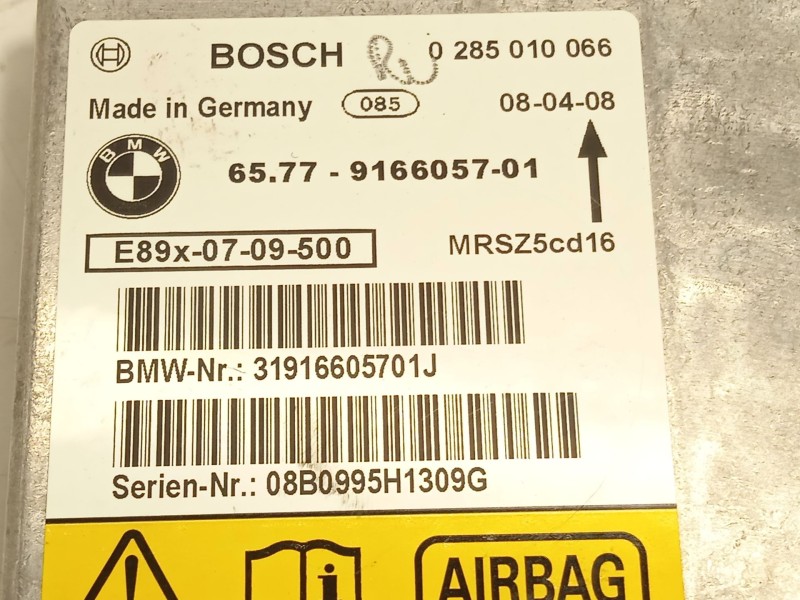 BOSCH 0 285 010 066
Made in Germany 085 08-04-08
BMW 65.77 - 9166057-01
E89x-07-09-500 MRSZ5cd16
BMW-Nr.: 31916605701J
Serien-Nr.: 08B0995H1309G
! i AIRBAG